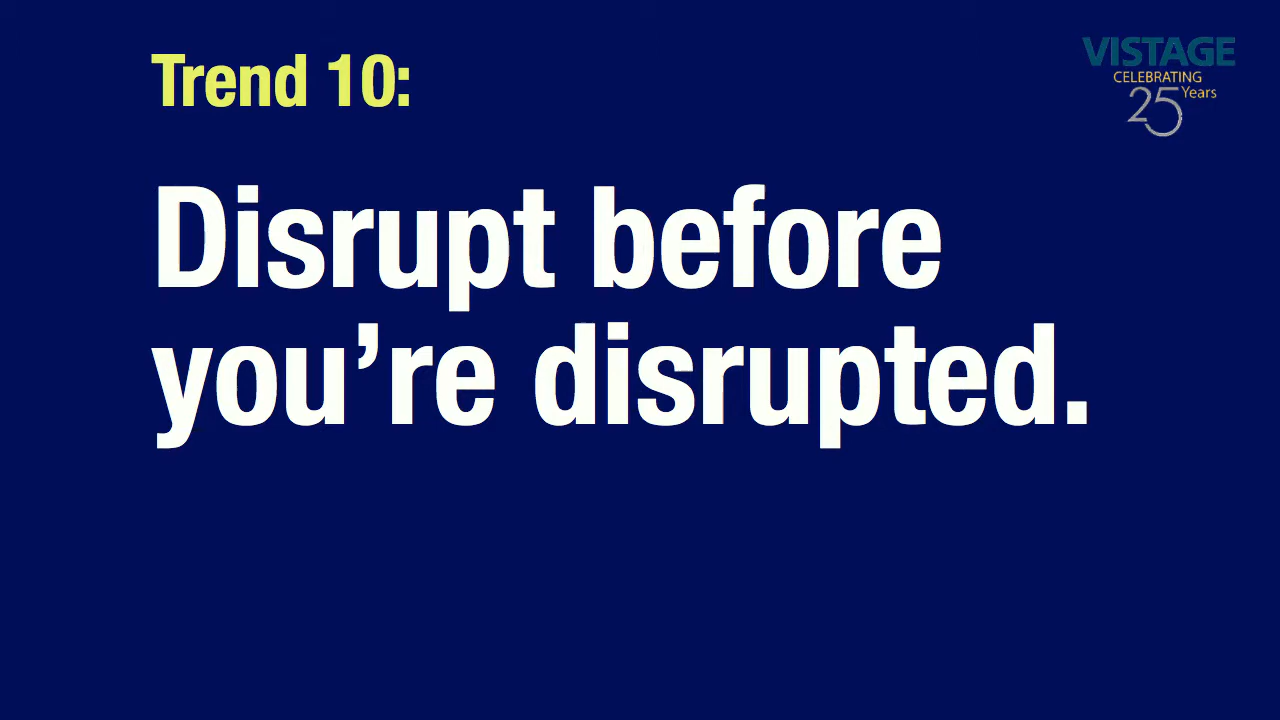 Trend 10:
VISTAGE
CELEBRATING
25 Years
Disrupt before
you’re disrupted.